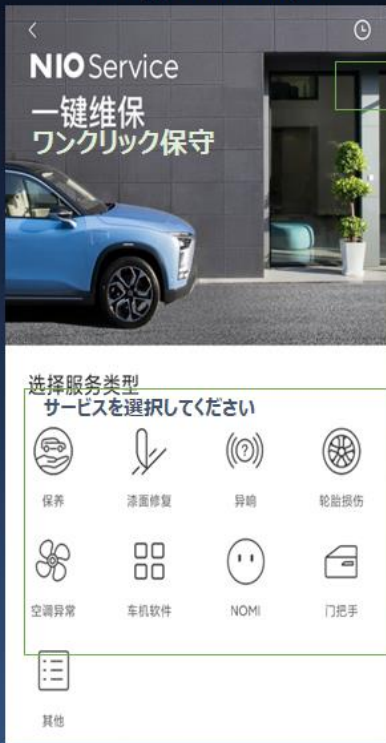 NIO Service
一键维保
ワンクリック保守
选择服务类型
サービスを選択してください
保养
漆面修复
异响
轮胎损伤
空调异常
车机软件
NOMI
门把手
其他